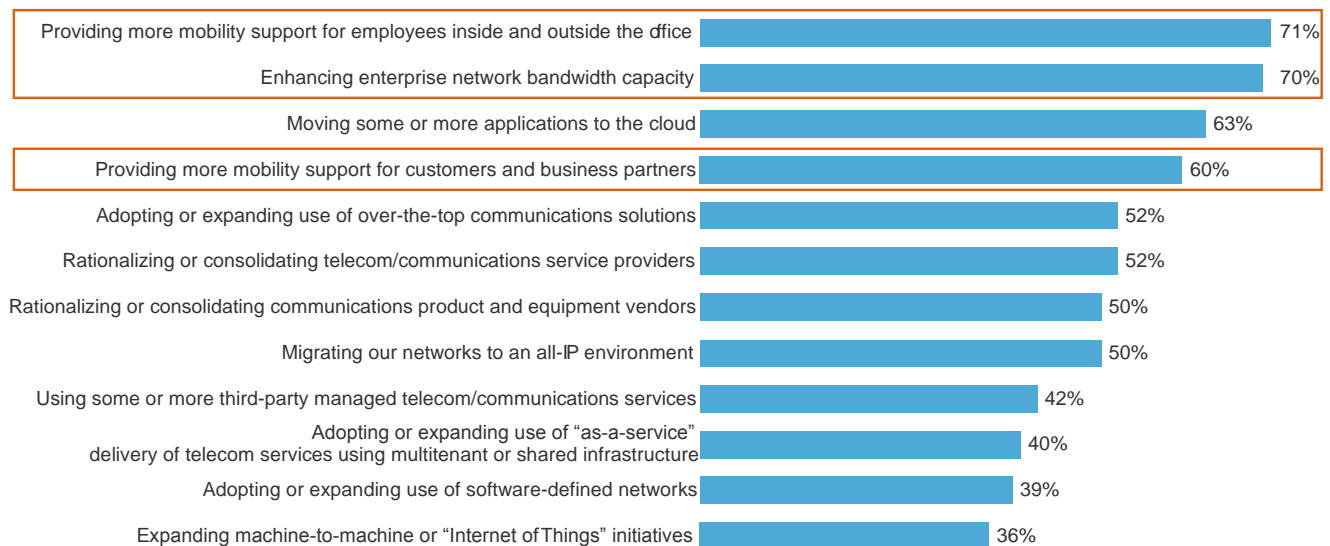 Providing more mobility support for employees inside and outside the office 71%
Enhancing enterprise network bandwidth capacity 70%
Moving some or more applications to the cloud 63%
Providing more mobility support for customers and business partners 60%
Adopting or expanding use of over-the-top communications solutions 52%
Rationalizing or consolidating telecom/communications service providers 52%
Rationalizing or consolidating communications product and equipment vendors 50%
Migrating our networks to an all-IP environment 50%
Using some or more third-party managed telecom/communications services 42%
Adopting or expanding use of “as-a-service”
delivery of telecom services using multitenant or shared infrastructure 40%
Adopting or expanding use of software-defined networks 39%
Expanding machine-to-machine or “Internet of Things” initiatives 36%